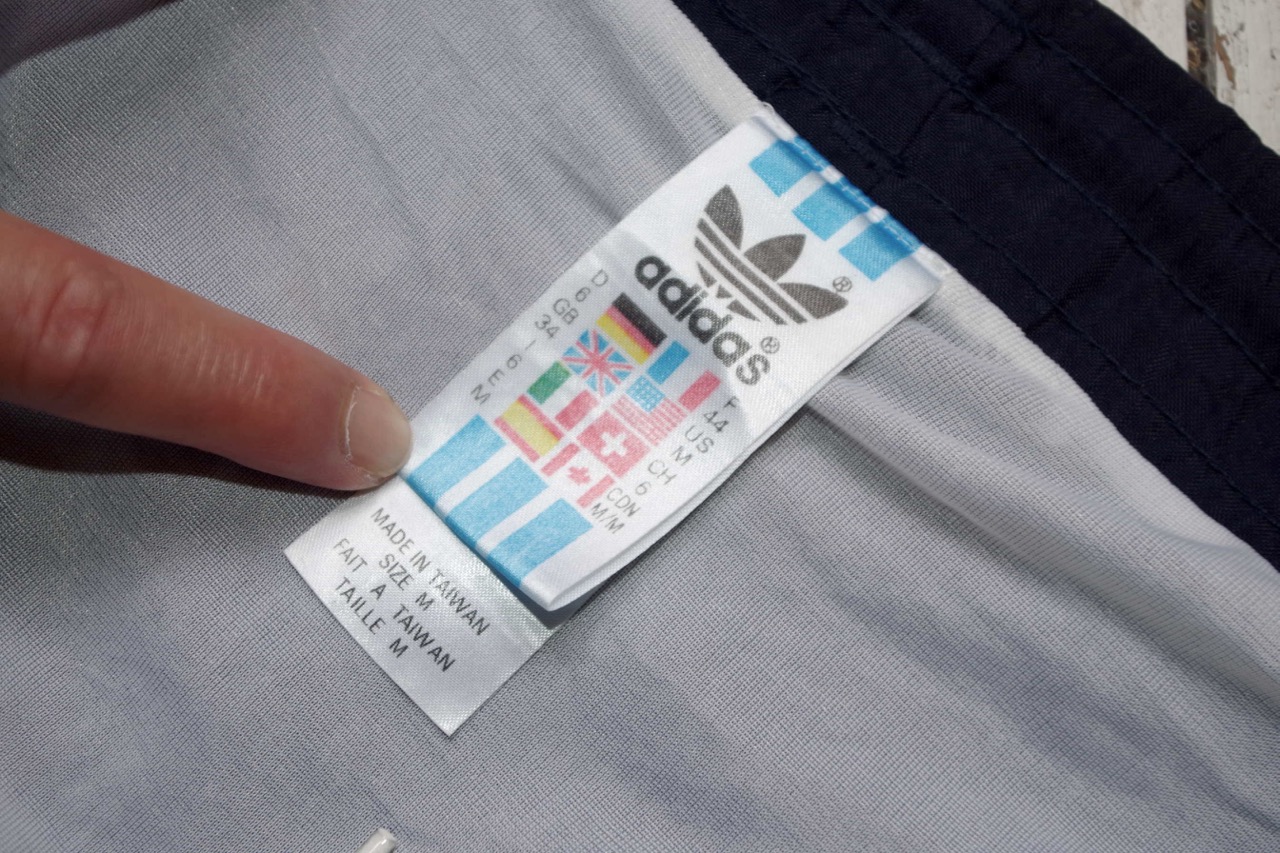 ®
adidas®
D
6
GB
34
I
6
E
M
F
44
US
M
CH
6
CDN
M/M
MADE IN TAIWAN
SIZE M
FAIT A TAIWAN
TAILLE M